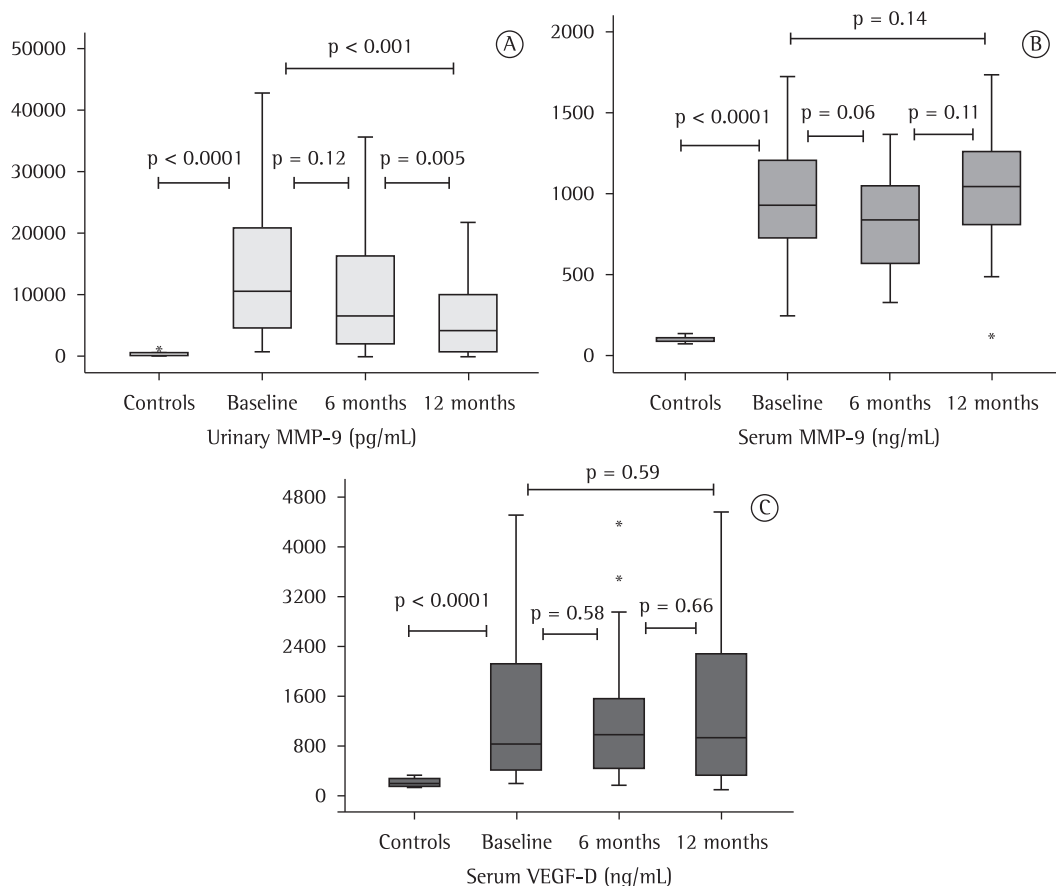 A
p < 0.001
50000
40000
30000
20000
10000
0
p < 0.0001
p = 0.12
p = 0.005
*
Controls
Baseline
6 months
12 months
Urinary MMP-9 (pg/mL)
B
p = 0.14
2000
1500
1000
500
0
p < 0.0001
p = 0.06
p = 0.11
*
Controls
Baseline
6 months
12 months
Serum MMP-9 (ng/mL)
C
p = 0.59
4800
4000
3200
2400
1600
800
0
p < 0.0001
p = 0.58
p = 0.66
*
*
Controls
Baseline
6 months
12 months
Serum VEGF-D (ng/mL)